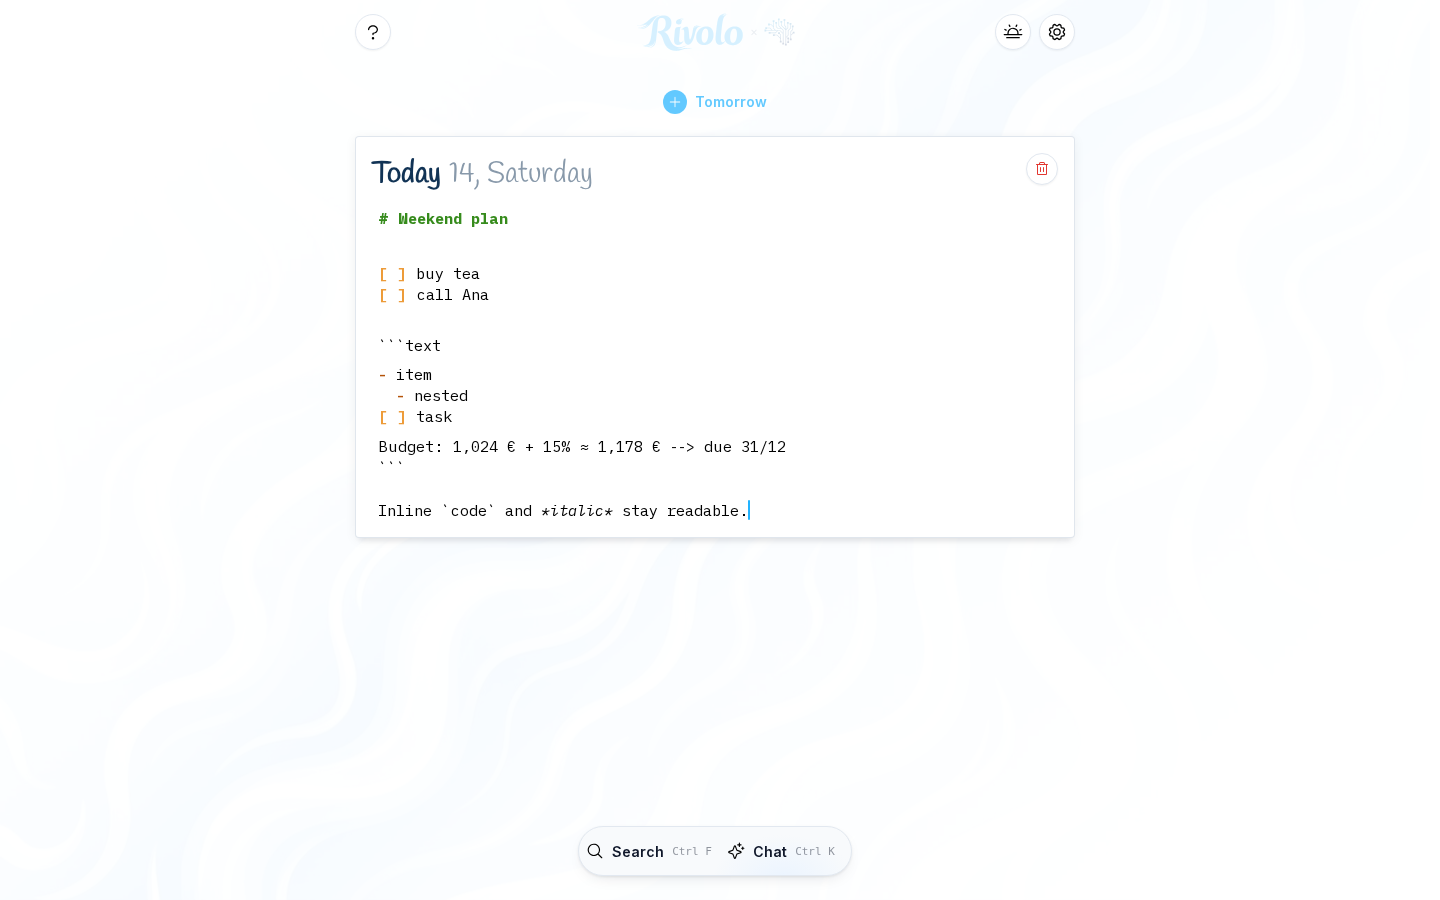 ?
Rivolo
Tomorrow
Today 14, Saturday
# Weekend plan
[ ] buy tea
[ ] call Ana
```text
- item
  - nested
[ ] task
Budget: 1,024 € + 15% ≈ 1,178 € --> due 31/12
```
Inline `code` and *italic* stay readable.
Search Ctrl F Chat Ctrl K